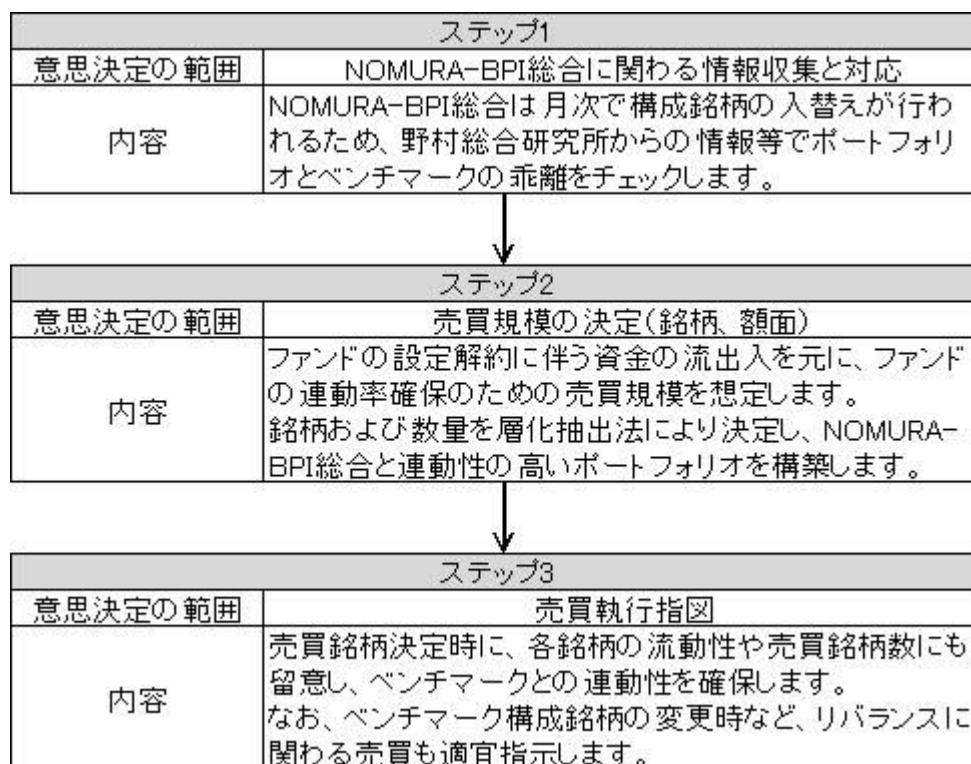 ステップ1
意思決定の範囲
NOMURA-BPI総合に関わる情報収集と対応
内容
NOMURA-BPI総合は月次で構成銘柄の入替えが行わ
れるため、野村総合研究所からの情報等でポートフォリ
オとベンチマークの乖離をチェックします。
ステップ2
意思決定の範囲
売買規模の決定(銘柄、額面)
内容
ファンドの設定解約に伴う資金の流出入を元に、ファンド
の連動率確保のための売買規模を想定します。
銘柄および数量を層化抽出法により決定し、NOMURA-
BPI総合と連動性の高いポートフォリオを構築します。
ステップ3
意思決定の範囲
売買執行指図
内容
売買銘柄決定時に、各銘柄の流動性や売買銘柄数にも
留意し、ベンチマークとの連動性を確保します。
なお、ベンチマーク構成銘柄の変更時など、リバランスに
関わる売買も適宜指示します。